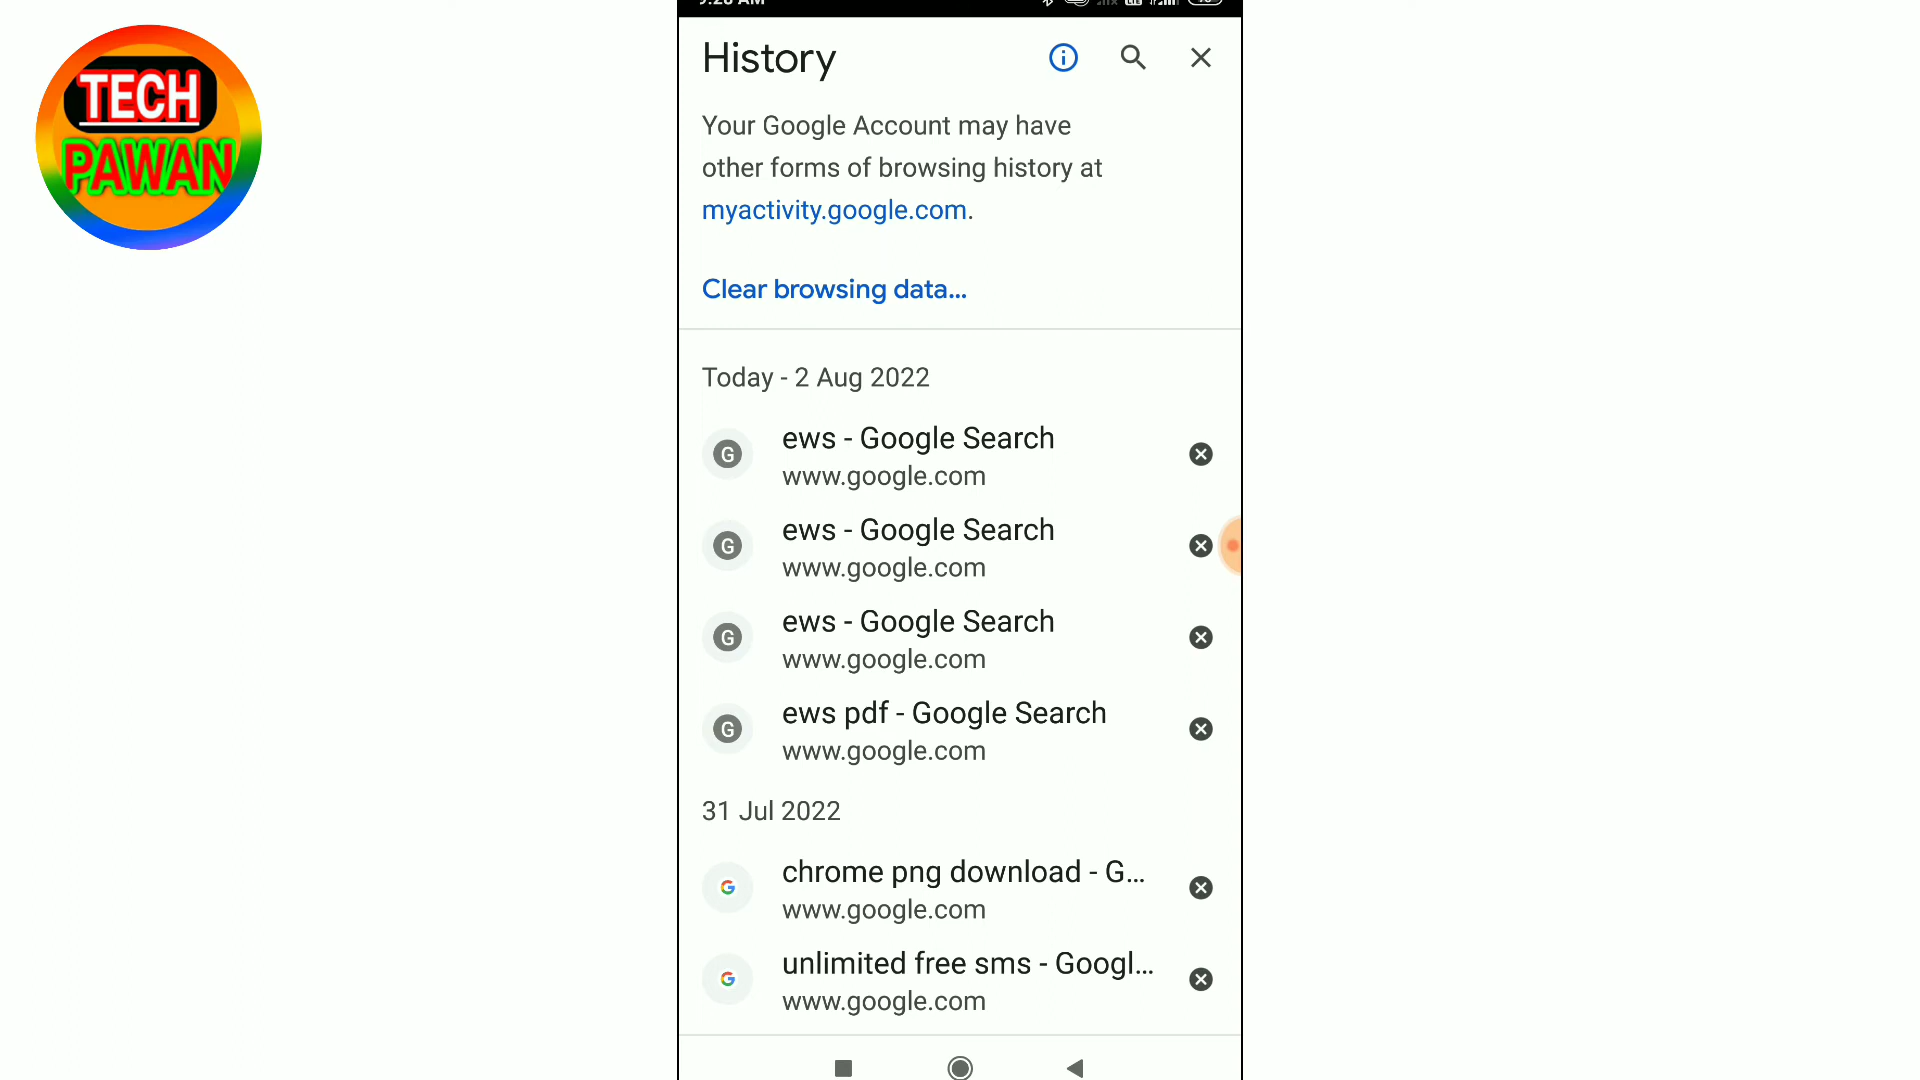 TECH
PAWAN
History
Your Google Account may have
other forms of browsing history at
myactivity.google.com.
Clear browsing data...
Today - 2 Aug 2022
G
ews - Google Search
www.google.com
G
ews - Google Search
www.google.com
G
ews - Google Search
www.google.com
G
ews pdf - Google Search
www.google.com
31 Jul 2022
G
chrome png download - G...
www.google.com
G
unlimited free sms - Googl...
www.google.com